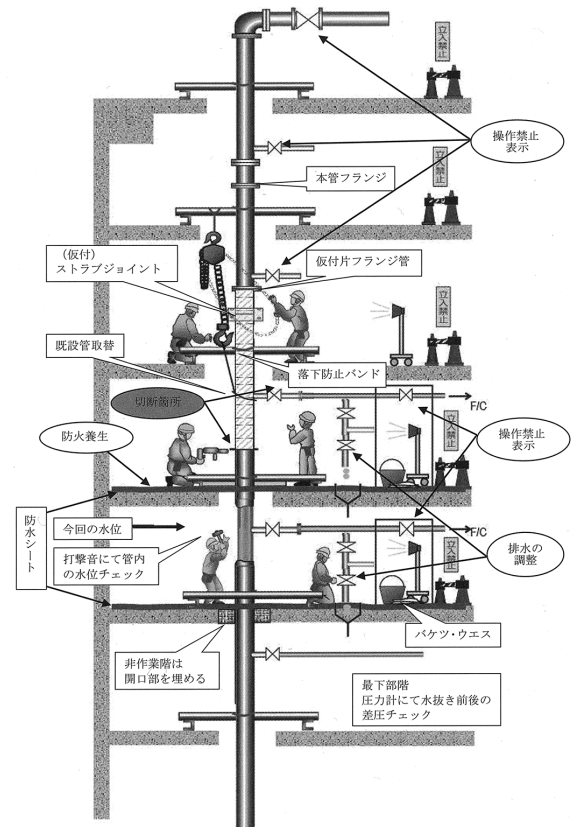 立入禁止
操作禁止
表示
立入禁止
本管フランジ
(仮付)
ストラブジョイント
仮付片フランジ管
立入禁止
既設管取替
落下防止バンド
切断箇所
F/C
操作禁止
表示
立入禁止
防火養生
防水シート
今回の水位
F/C
打撃音にて管内
の水位チェック
排水の
調整
立入禁止
バケツ・ウエス
非作業階は
開口部を埋める
最下部階
圧力計にて水抜き前後の
差圧チェック